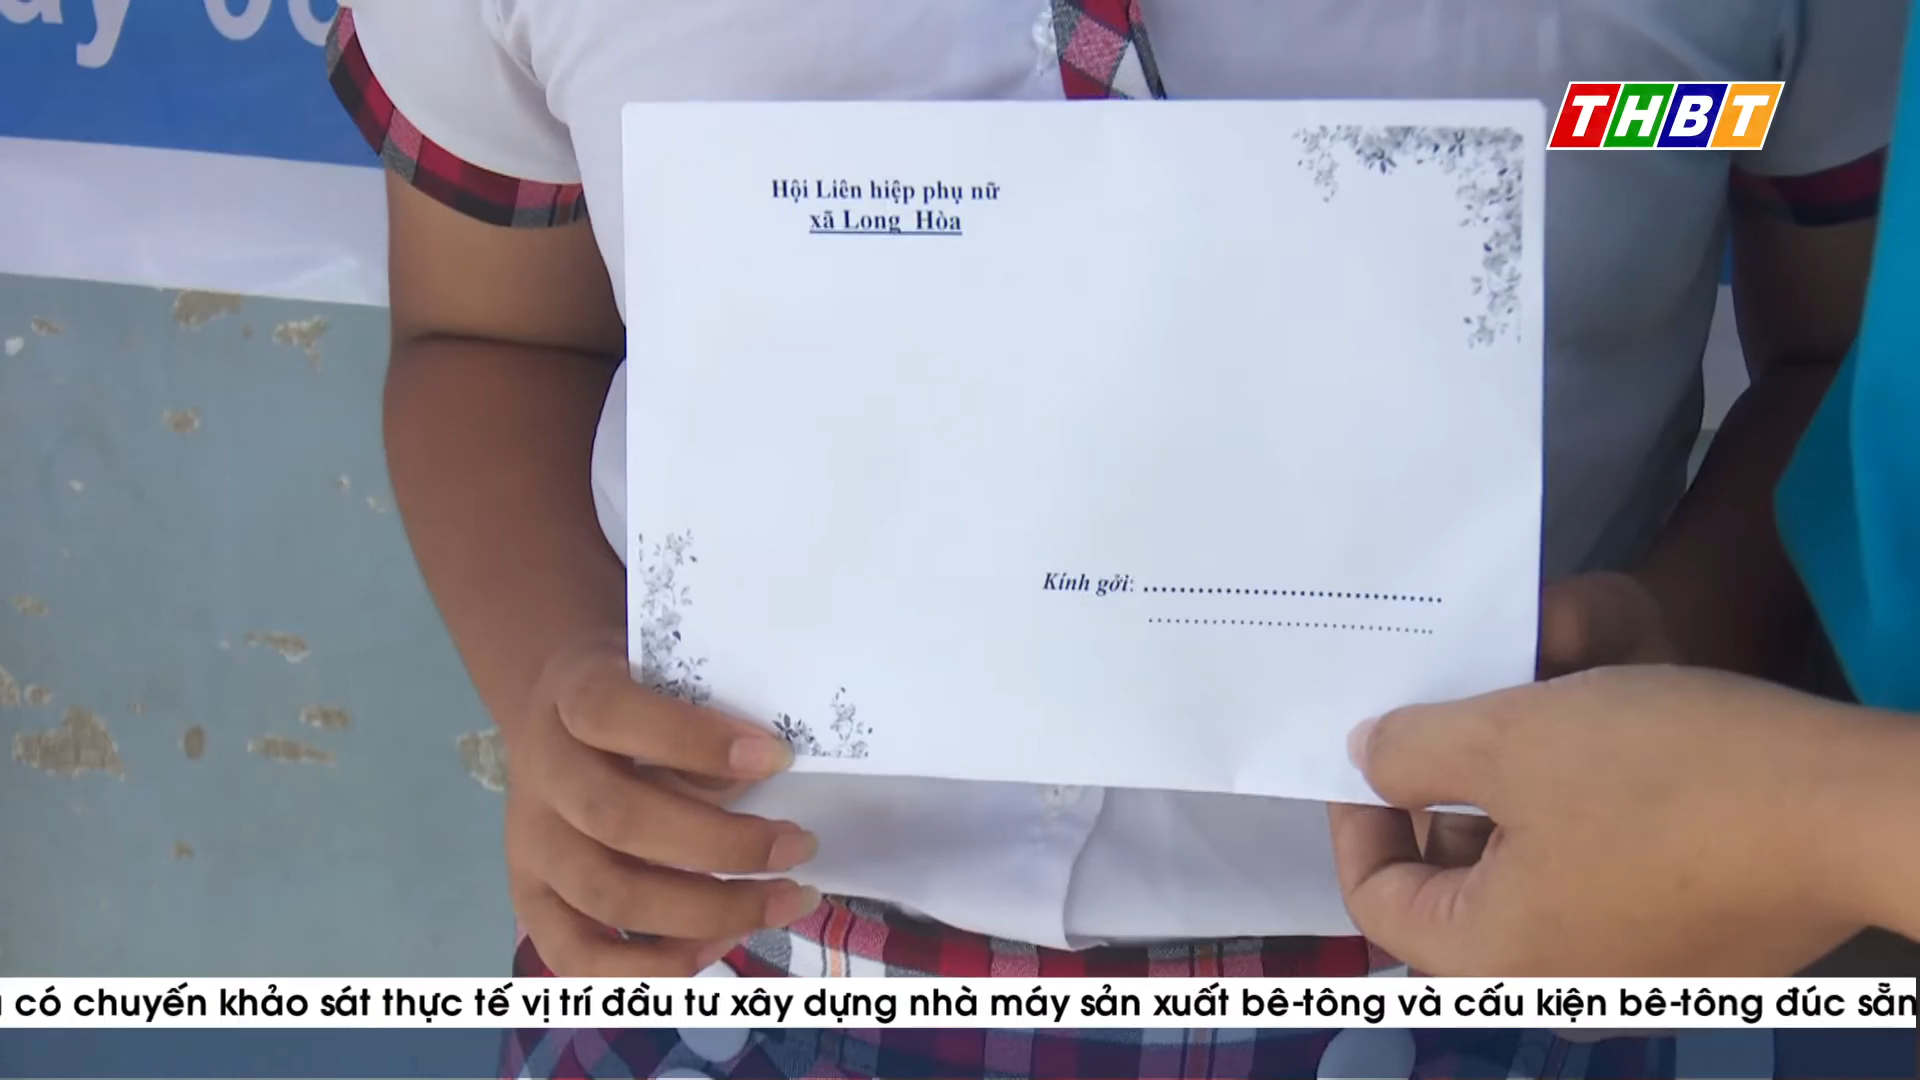 THBT
Hội Liên hiệp phụ nữ
xã Long Hòa
Kính gởi: ........................................
........................................
có chuyến khảo sát thực tế vị trí đầu tư xây dựng nhà máy sản xuất bê-tông và cấu kiện bê-tông đúc sẵn